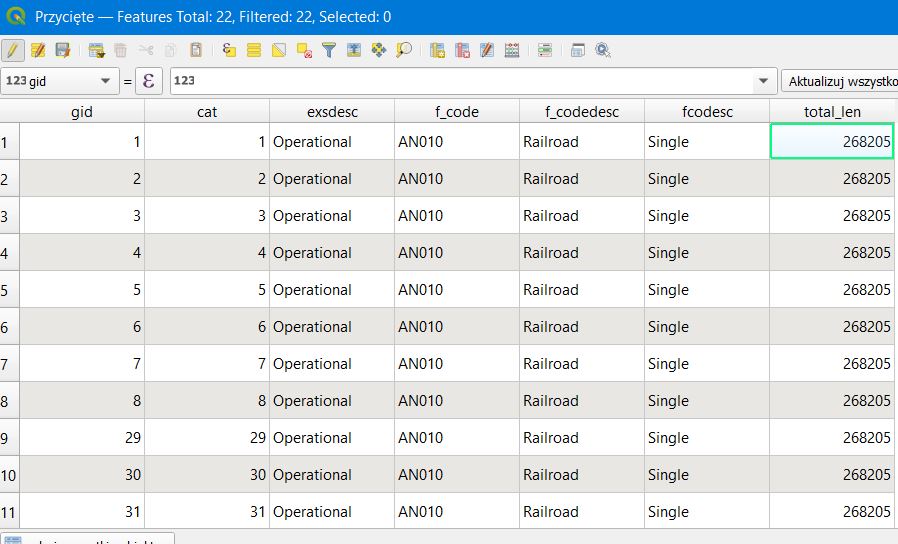 Przycięte — Features Total: 22, Filtered: 22, Selected: 0
123 gid = ε 123 Aktualizuj wszystko
gid cat exsdesc f_code f_codedesc fcodesc total_len
1 1 1 Operational AN010 Railroad Single 268205
2 2 2 Operational AN010 Railroad Single 268205
3 3 3 Operational AN010 Railroad Single 268205
4 4 4 Operational AN010 Railroad Single 268205
5 5 5 Operational AN010 Railroad Single 268205
6 6 6 Operational AN010 Railroad Single 268205
7 7 7 Operational AN010 Railroad Single 268205
8 8 8 Operational AN010 Railroad Single 268205
9 29 29 Operational AN010 Railroad Single 268205
10 30 30 Operational AN010 Railroad Single 268205
11 31 31 Operational AN010 Railroad Single 268205